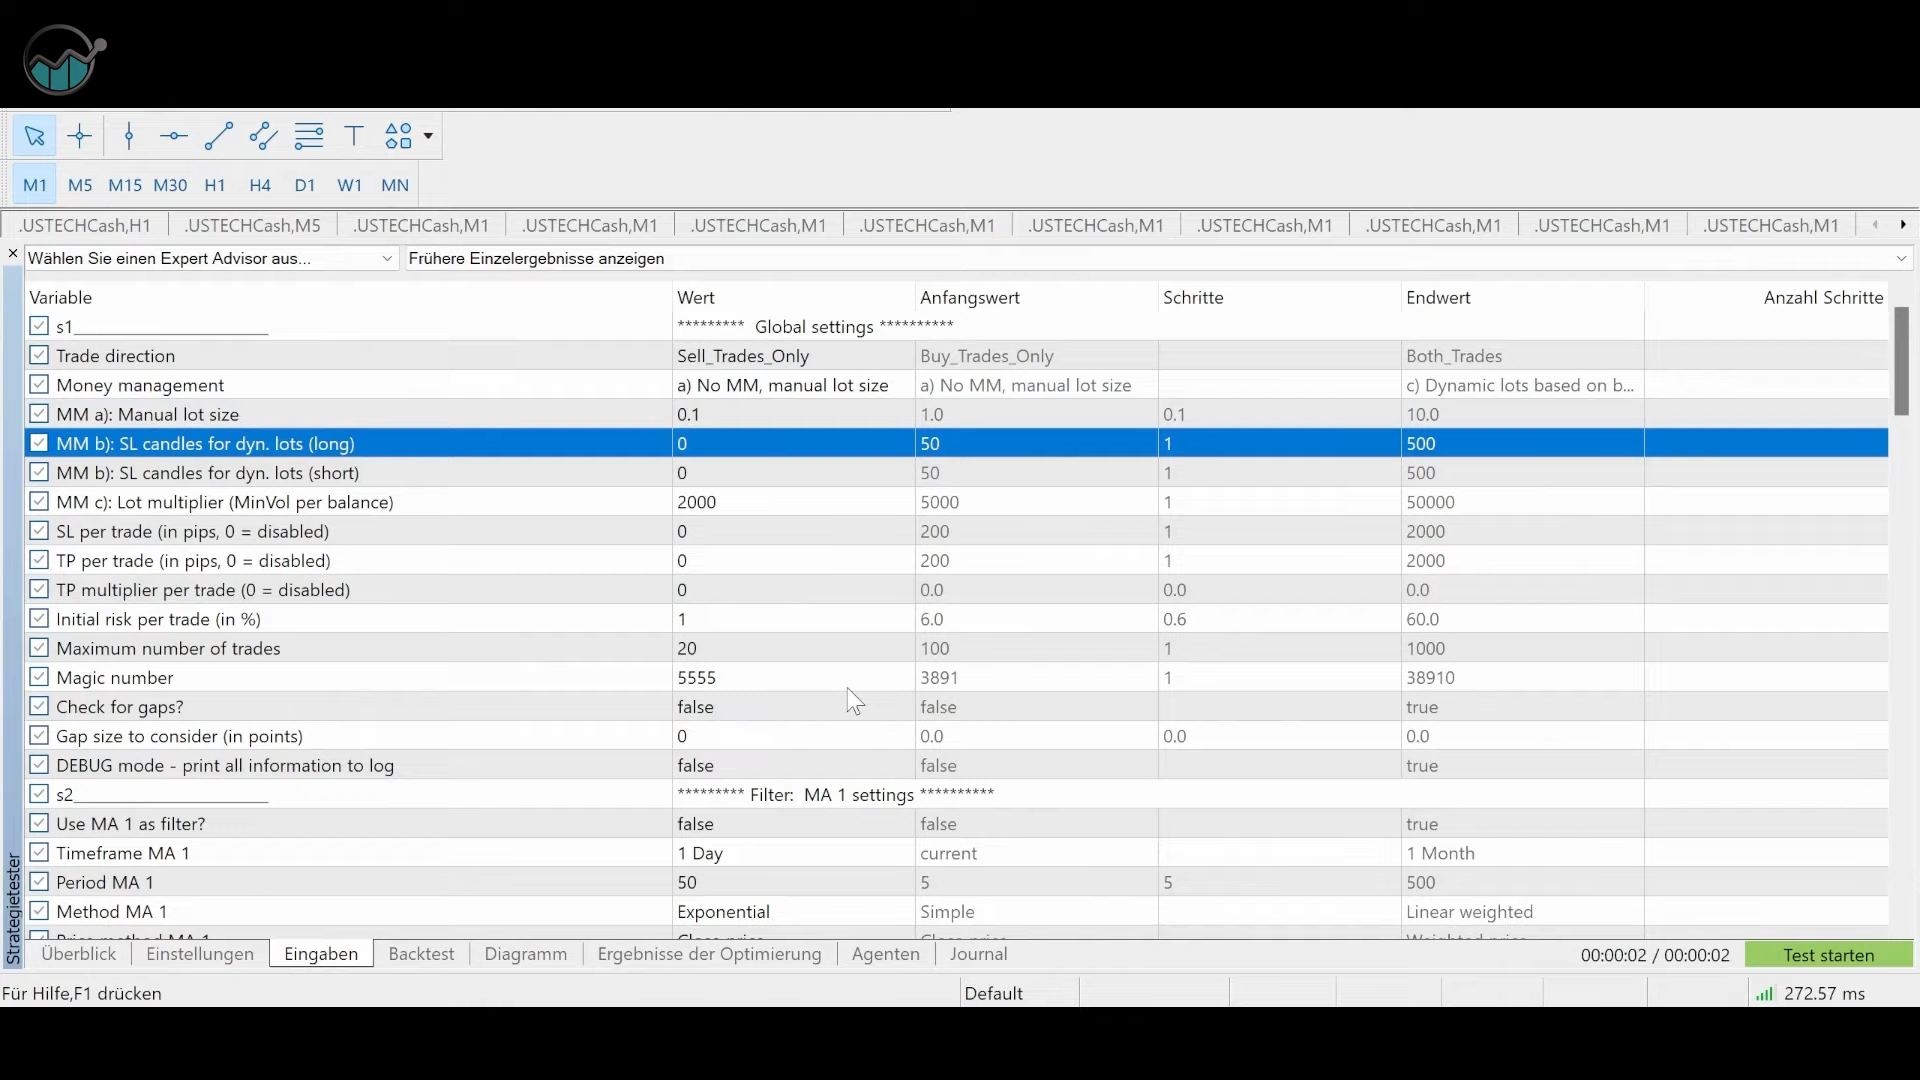 M1 M5 M15 M30 H1 H4 D1 W1 MN
.USTECHCash,H1 .USTECHCash,M5 .USTECHCash,M1 .USTECHCash,M1 .USTECHCash,M1 .USTECHCash,M1 .USTECHCash,M1 .USTECHCash,M1 .USTECHCash,M1 .USTECHCash,M1 .USTECHCash,M1
Wählen Sie einen Expert Advisor aus... Frühere Einzelergebnisse anzeigen
Variable Wert Anfangswert Schritte Endwert Anzahl Schritte
s1______________________ ********* Global settings **********
Trade direction Sell_Trades_Only Buy_Trades_Only Both_Trades
Money management a) No MM, manual lot size a) No MM, manual lot size c) Dynamic lots based on b...
MM a): Manual lot size 0.1 1.0 0.1 10.0
MM b): SL candles for dyn. lots (long) 0 50 1 500
MM b): SL candles for dyn. lots (short) 0 50 1 500
MM c): Lot multiplier (MinVol per balance) 2000 5000 1 50000
SL per trade (in pips, 0 = disabled) 0 200 1 2000
TP per trade (in pips, 0 = disabled) 0 200 1 2000
TP multiplier per trade (0 = disabled) 0 0.0 0.0 0.0
Initial risk per trade (in %) 1 6.0 0.6 60.0
Maximum number of trades 20 100 1 1000
Magic number 5555 3891 1 38910
Check for gaps? false false true
Gap size to consider (in points) 0 0.0 0.0 0.0
DEBUG mode - print all information to log false false true
s2______________________ ********* Filter: MA 1 settings **********
Use MA 1 as filter? false false true
Timeframe MA 1 1 Day current 1 Month
Period MA 1 50 5 5 500
Method MA 1 Exponential Simple Linear weighted
Strategietester
Überblick Einstellungen Eingaben Backtest Diagramm Ergebnisse der Optimierung Agenten Journal 00:00:02 / 00:00:02 Test starten
Für Hilfe,F1 drücken Default 272.57 ms